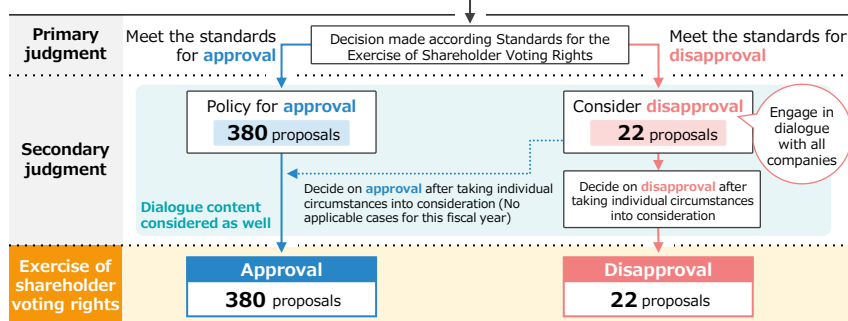 Primary
judgment
Meet the standards
for approval
Decision made according Standards for the
Exercise of Shareholder Voting Rights
Meet the standards for
disapproval
Secondary
judgment
Policy for approval
380 proposals
Consider disapproval
22 proposals
Engage in
dialogue
with all
companies
Decide on approval after taking individual
circumstances into consideration (No
applicable cases for this fiscal year)
Decide on disapproval after
taking individual circumstances
into consideration
Dialogue content
considered as well
Exercise of
shareholder
voting rights
Approval
380 proposals
Disapproval
22 proposals